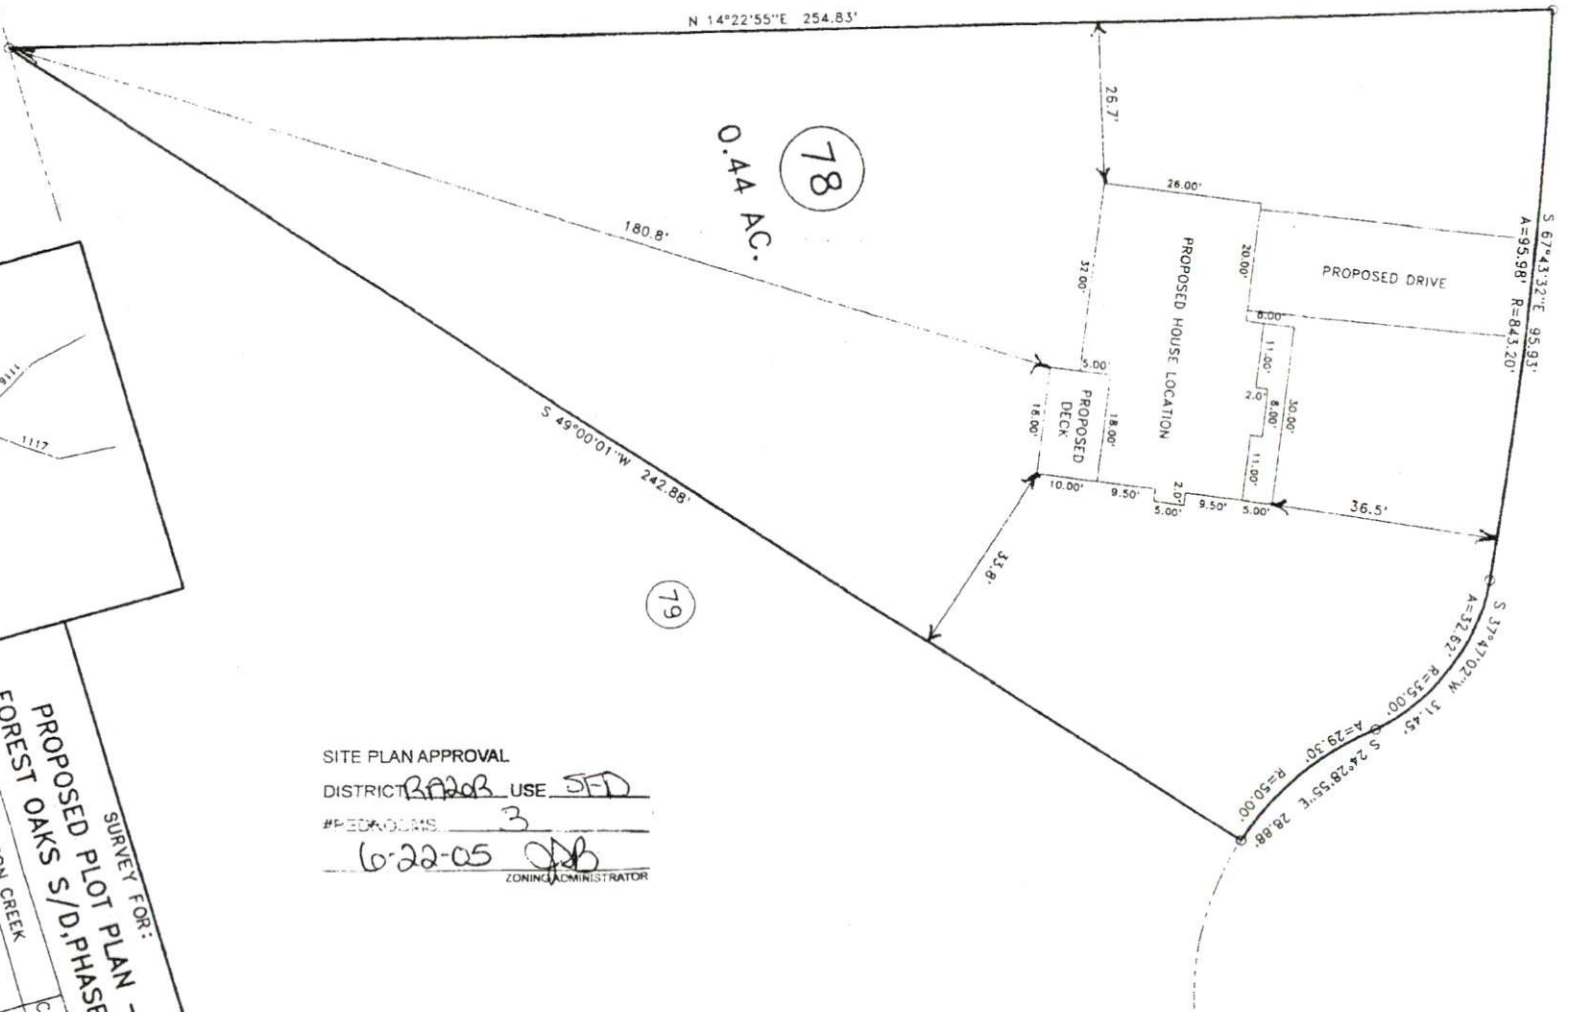 N 14°22'55"E 254.83'
26.7'
78
0.44 AC.
180.8'
26.00'
PROPOSED HOUSE LOCATION
20.00'
PROPOSED DRIVE
S 67°43'32"E 95.93'
A=95.98' R=843.20'
32.00'
6.00'
11.00'
2.0'
8.00'
30.00'
11.00'
5.00'
PROPOSED
DECK
18.00'
10.00'
9.50'
2.0'
5.00'
9.50'
5.00'
36.5'
33.8'
S 49°00'01"W 242.88'
79
S 37°47'02"W 31.45'
A=32.62' R=35.00'
S 24°28'55"E 28.88'
A=29.30' R=50.00'
1116
1117
SITE PLAN APPROVAL
DISTRICT RA20R USE SFD
#BEDROOMS 3
6-22-05
ZONING ADMINISTRATOR
SURVEY FOR:
PROPOSED PLOT PLAN -
FOREST OAKS S/D,PHASE
CREEK